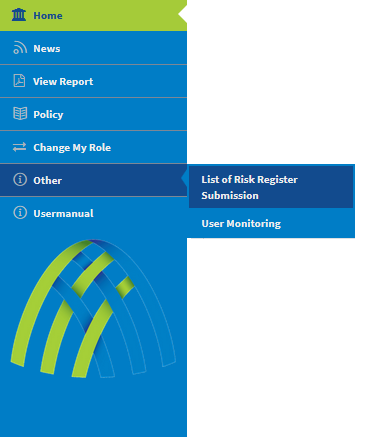 Home
News
View Report
Policy
Change My Role
Other
List of Risk Register
Submission
User Monitoring
Usermanual